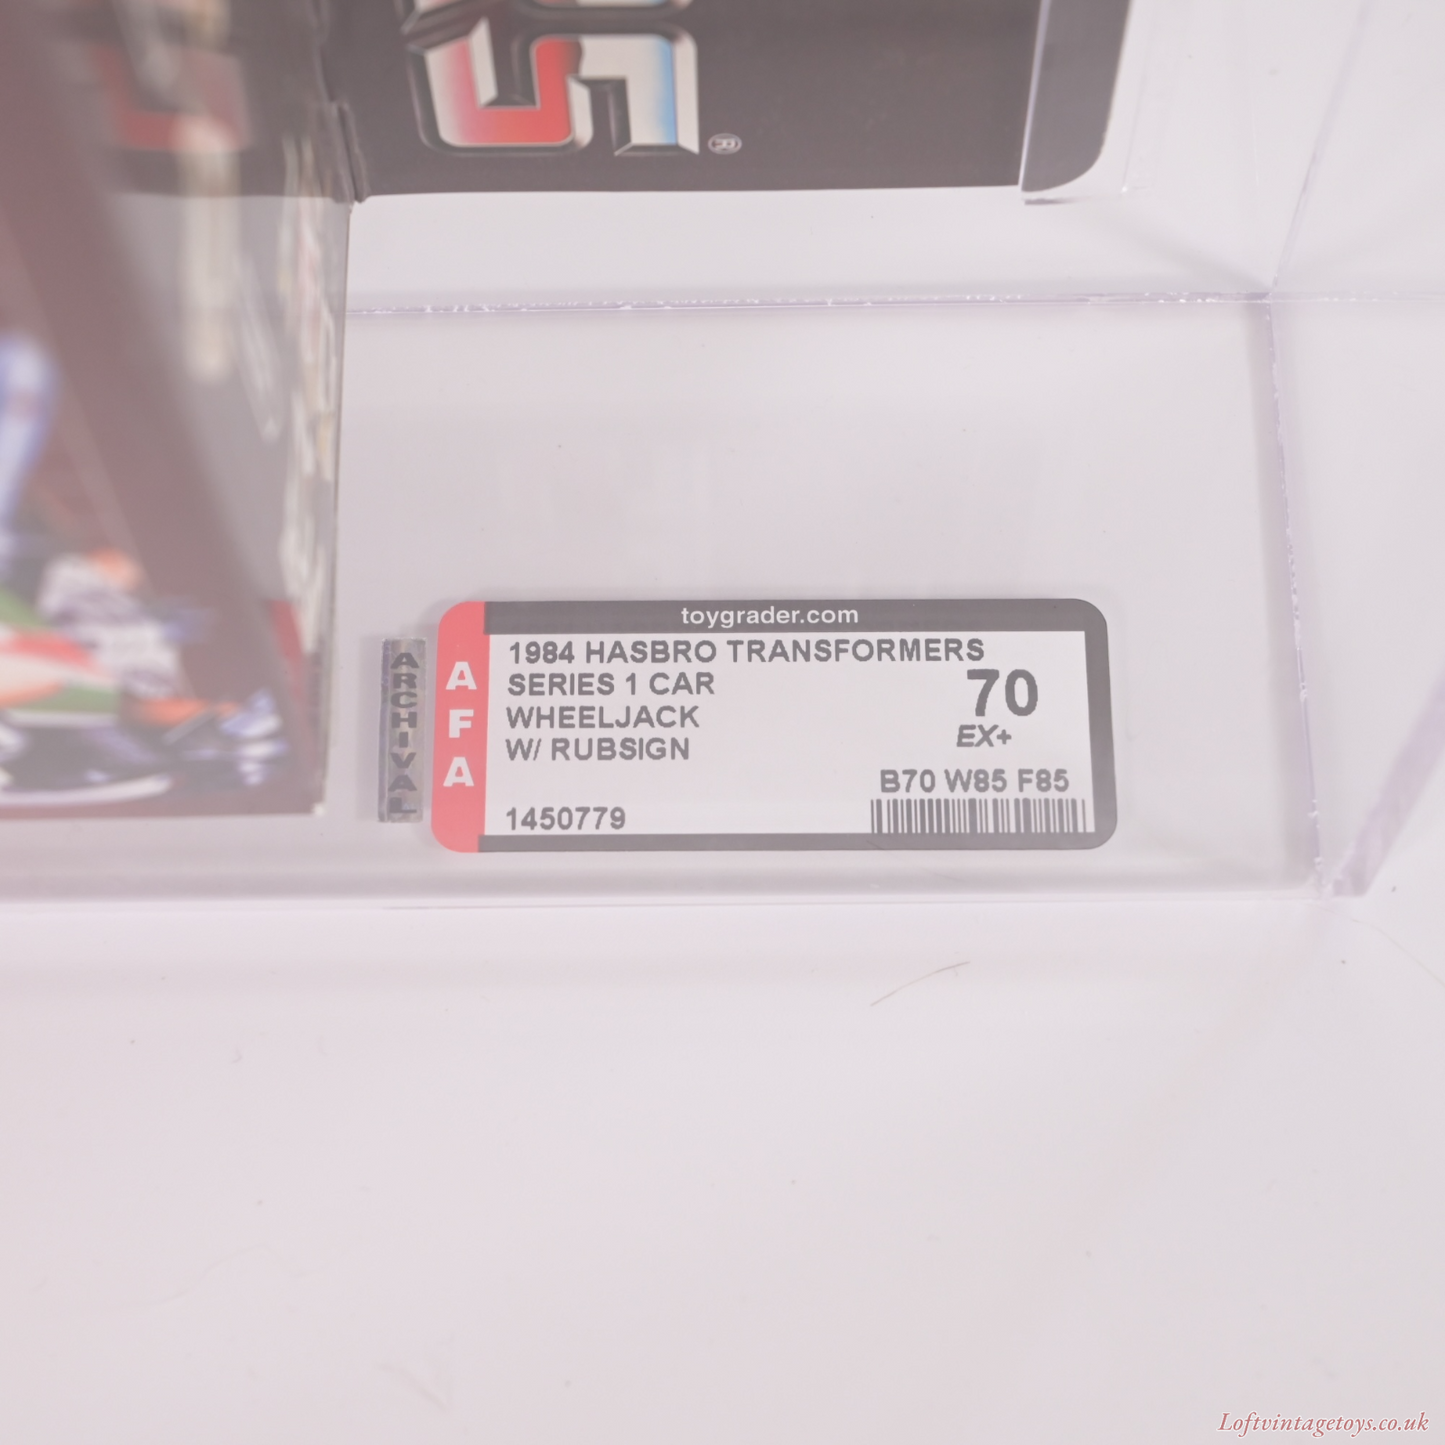 ®
ARCHIVAL
AFA
toygrader.com
1984 HASBRO TRANSFORMERS
SERIES 1 CAR
WHEELJACK
W/ RUBSIGN
70
EX+
B70 W85 F85
1450779
Loftvintagetoys.co.uk